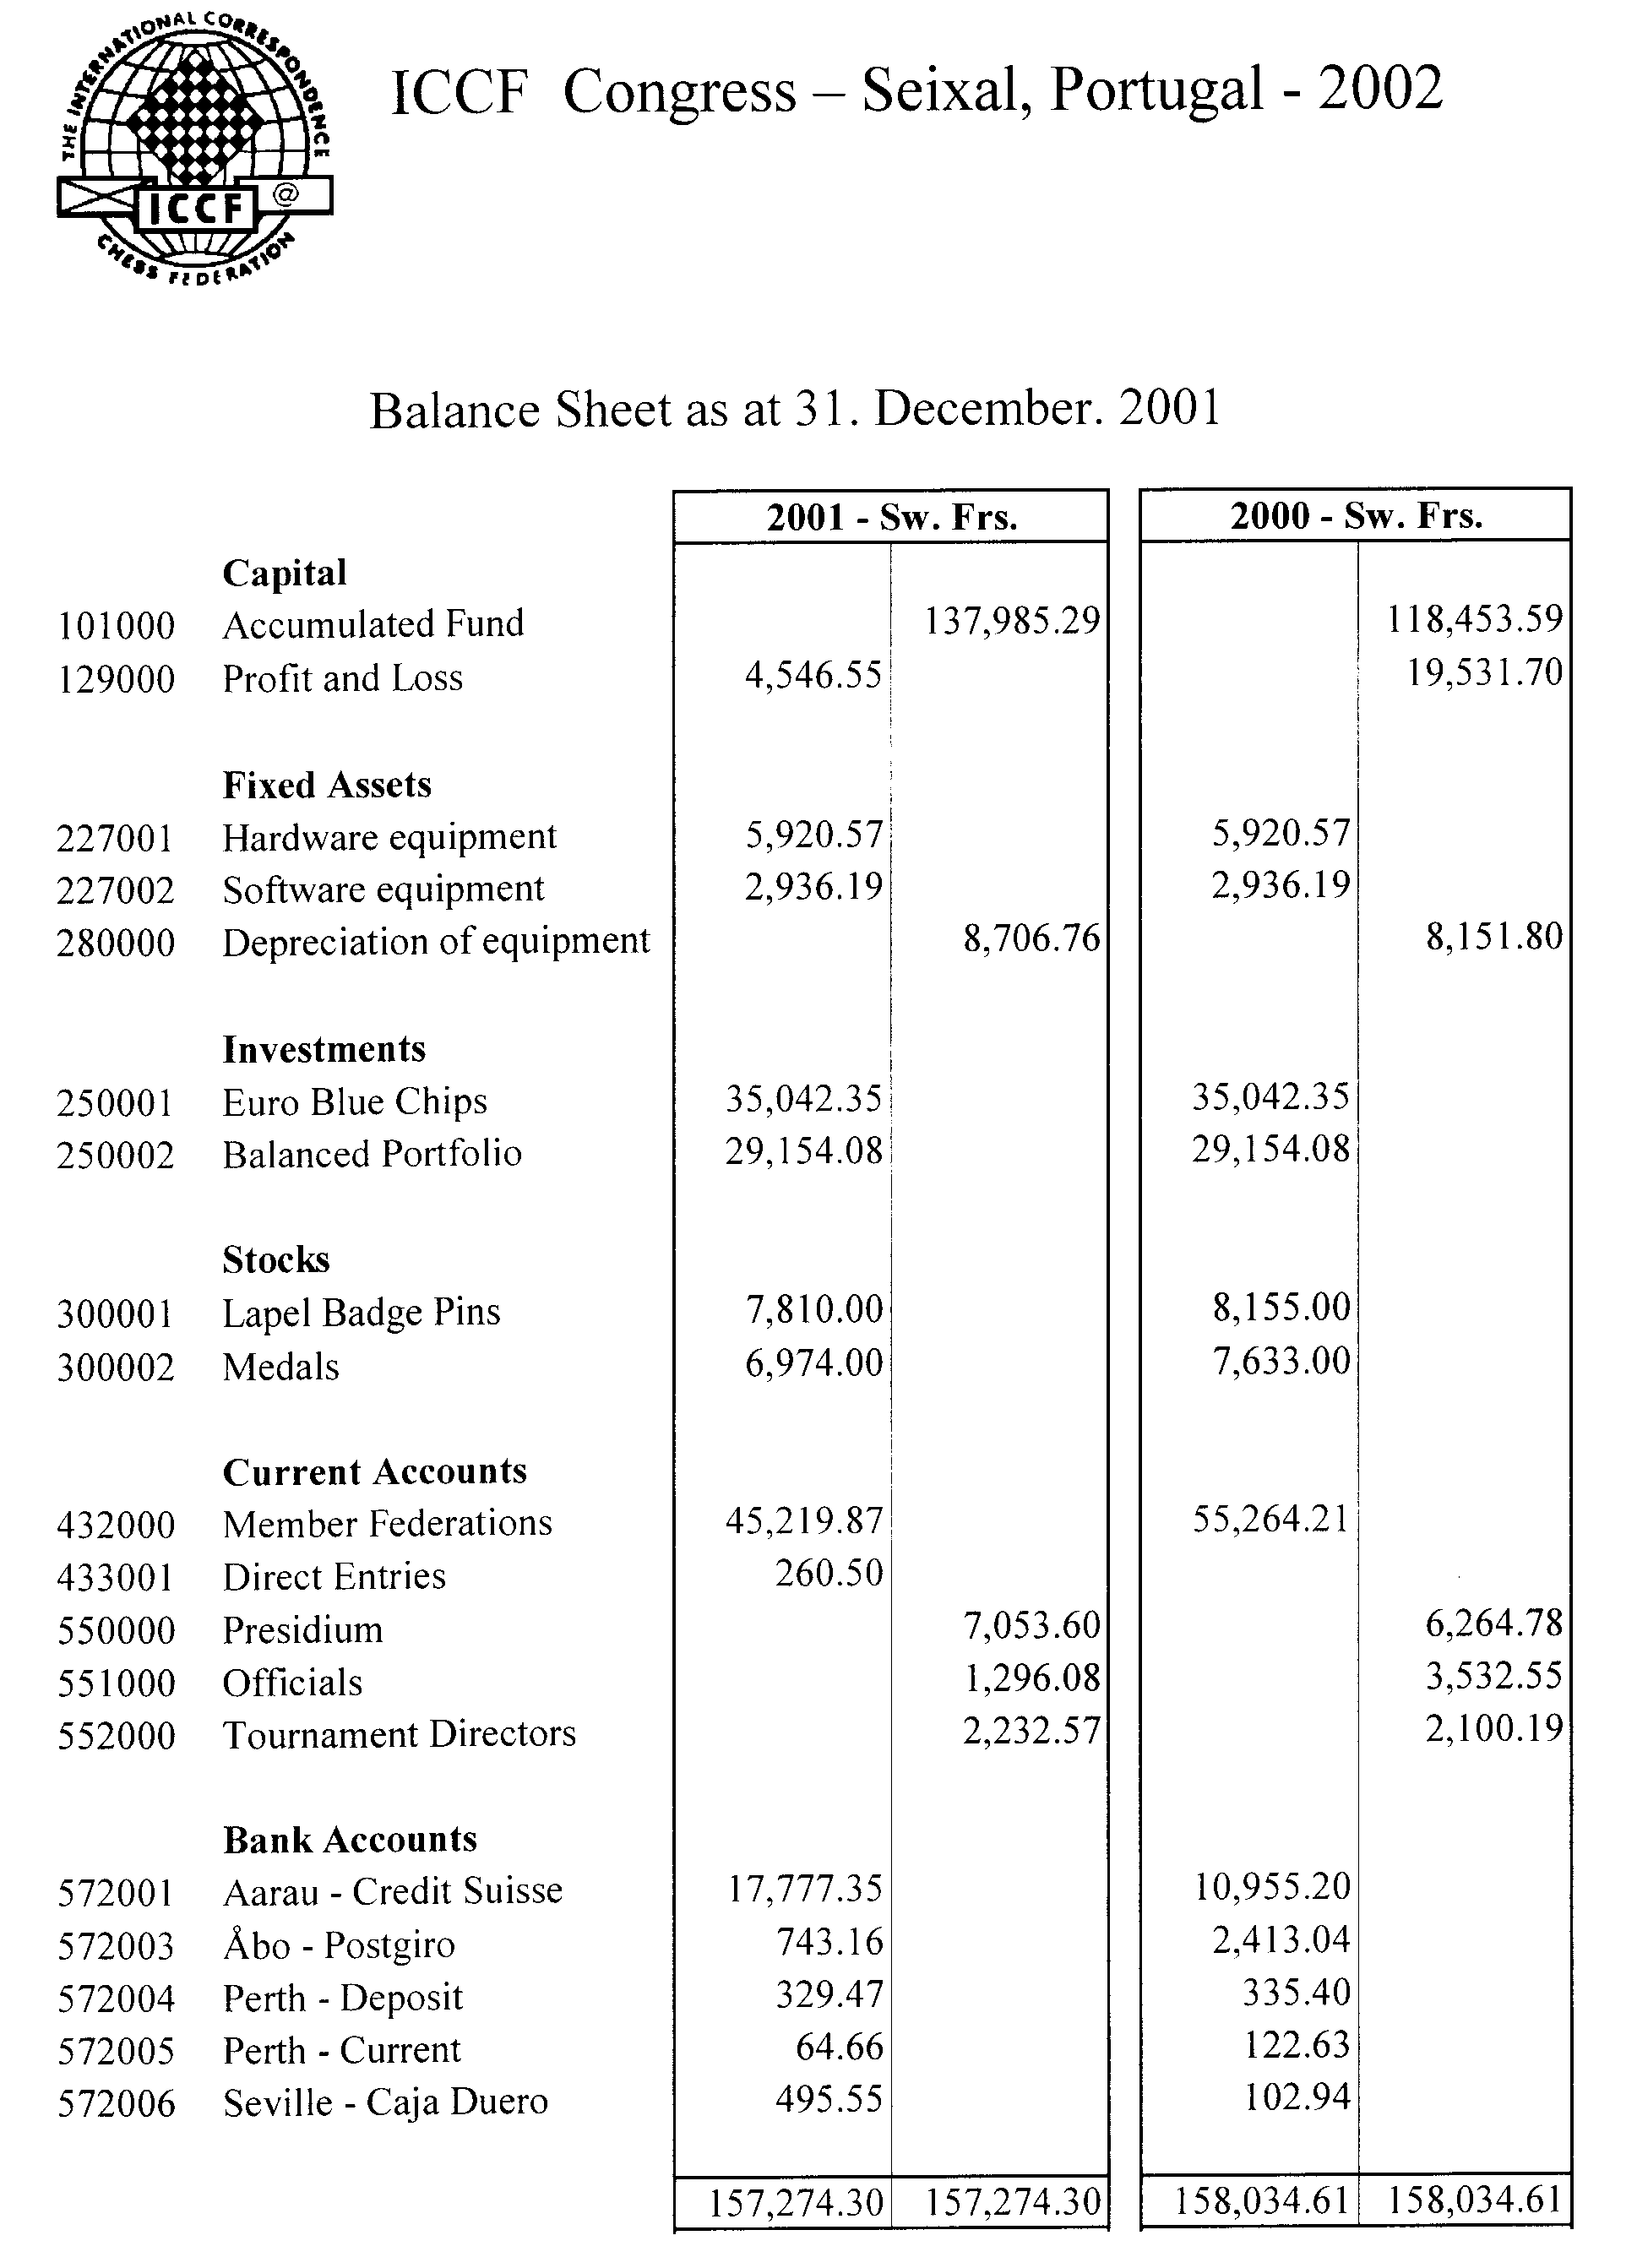 THE INTERNATIONAL CORRESPONDENCE
ICCF @
CHESS FEDERATION
ICCF Congress – Seixal, Portugal - 2002
Balance Sheet as at 31. December. 2001
2001 - Sw. Frs. 2000 - Sw. Frs.
Capital
101000 Accumulated Fund 137,985.29 118,453.59
129000 Profit and Loss 4,546.55 19,531.70
Fixed Assets
227001 Hardware equipment 5,920.57 5,920.57
227002 Software equipment 2,936.19 2,936.19
280000 Depreciation of equipment 8,706.76 8,151.80
Investments
250001 Euro Blue Chips 35,042.35 35,042.35
250002 Balanced Portfolio 29,154.08 29,154.08
Stocks
300001 Lapel Badge Pins 7,810.00 8,155.00
300002 Medals 6,974.00 7,633.00
Current Accounts
432000 Member Federations 45,219.87 55,264.21
433001 Direct Entries 260.50
550000 Presidium 7,053.60 6,264.78
551000 Officials 1,296.08 3,532.55
552000 Tournament Directors 2,232.57 2,100.19
Bank Accounts
572001 Aarau - Credit Suisse 17,777.35 10,955.20
572003 Åbo - Postgiro 743.16 2,413.04
572004 Perth - Deposit 329.47 335.40
572005 Perth - Current 64.66 122.63
572006 Seville - Caja Duero 495.55 102.94
157,274.30 157,274.30 158,034.61 158,034.61